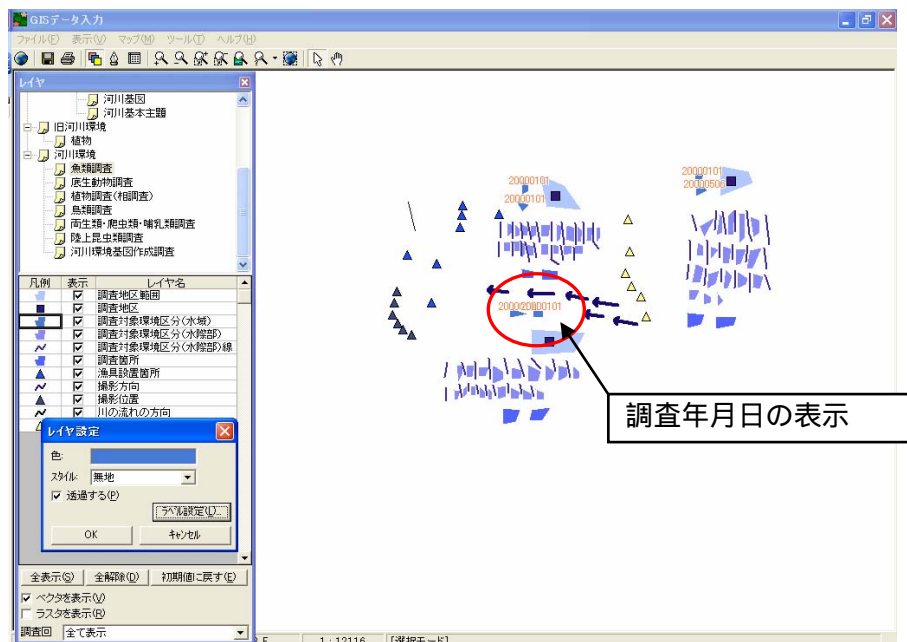 GISデータ入力
ファイル(F) 表示(V) マップ(M) ツール(T) ヘルプ(H)
レイヤ
河川基図
河川基本主題
旧河川環境
植物
河川環境
魚類調査
底生動物調査
植物調査(相調査)
鳥類調査
両生類・爬虫類・哺乳類調査
陸上昆虫類調査
河川環境基図作成調査
凡例 表示 レイヤ名
調査地区範囲
調査地区
調査対象環境区分(水域)
調査対象環境区分(水際部)
調査対象環境区分(水際部)線
調査箇所
漁具設置箇所
撮影方向
撮影位置
川の流れの方向
レイヤ設定
色:
スタイル: 無地
透過する(P)
ラベル設定(L)...
OK キャンセル
全表示(S) 全解除(D) 初期値に戻す(E)
ベクタを表示(V)
ラスタを表示(R)
調査回 全て表示
20000101
20000101
20000101
20000506
20000101
調査年月日の表示
1 : 12116 [選択モード]